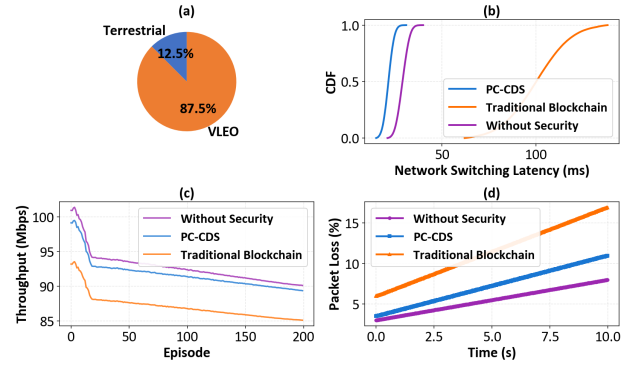 (a)
Terrestrial
12.5%
87.5%
VLEO
(b)
CDF
1.0
0.5
0.0
PC-CDS
Traditional Blockchain
Without Security
50
100
Network Switching Latency (ms)
(c)
Throughput (Mbps)
100
95
90
85
Without Security
PC-CDS
Traditional Blockchain
0
50
100
150
200
Episode
(d)
Packet Loss (%)
15
10
5
Without Security
PC-CDS
Traditional Blockchain
0.0
2.5
5.0
7.5
10.0
Time (s)